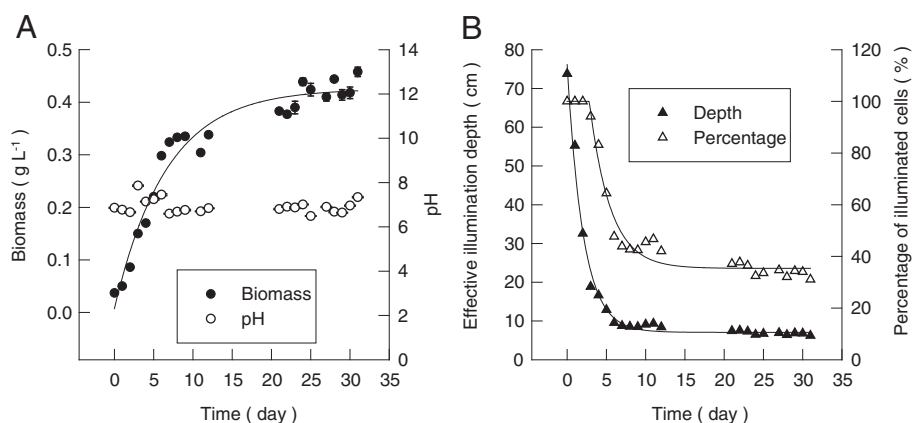 A
B
Biomass ( g L-1)
0.5
0.4
0.3
0.2
0.1
0.0
14
12
10
8
6
4
2
0
pH
Biomass
pH
0 5 10 15 20 25 30 35
Time ( day )
Effective illumination depth ( cm )
80
70
60
50
40
30
20
10
0
120
100
80
60
40
20
0
Percentage of illuminated cells ( % )
Depth
Percentage
0 5 10 15 20 25 30 35
Time ( day )